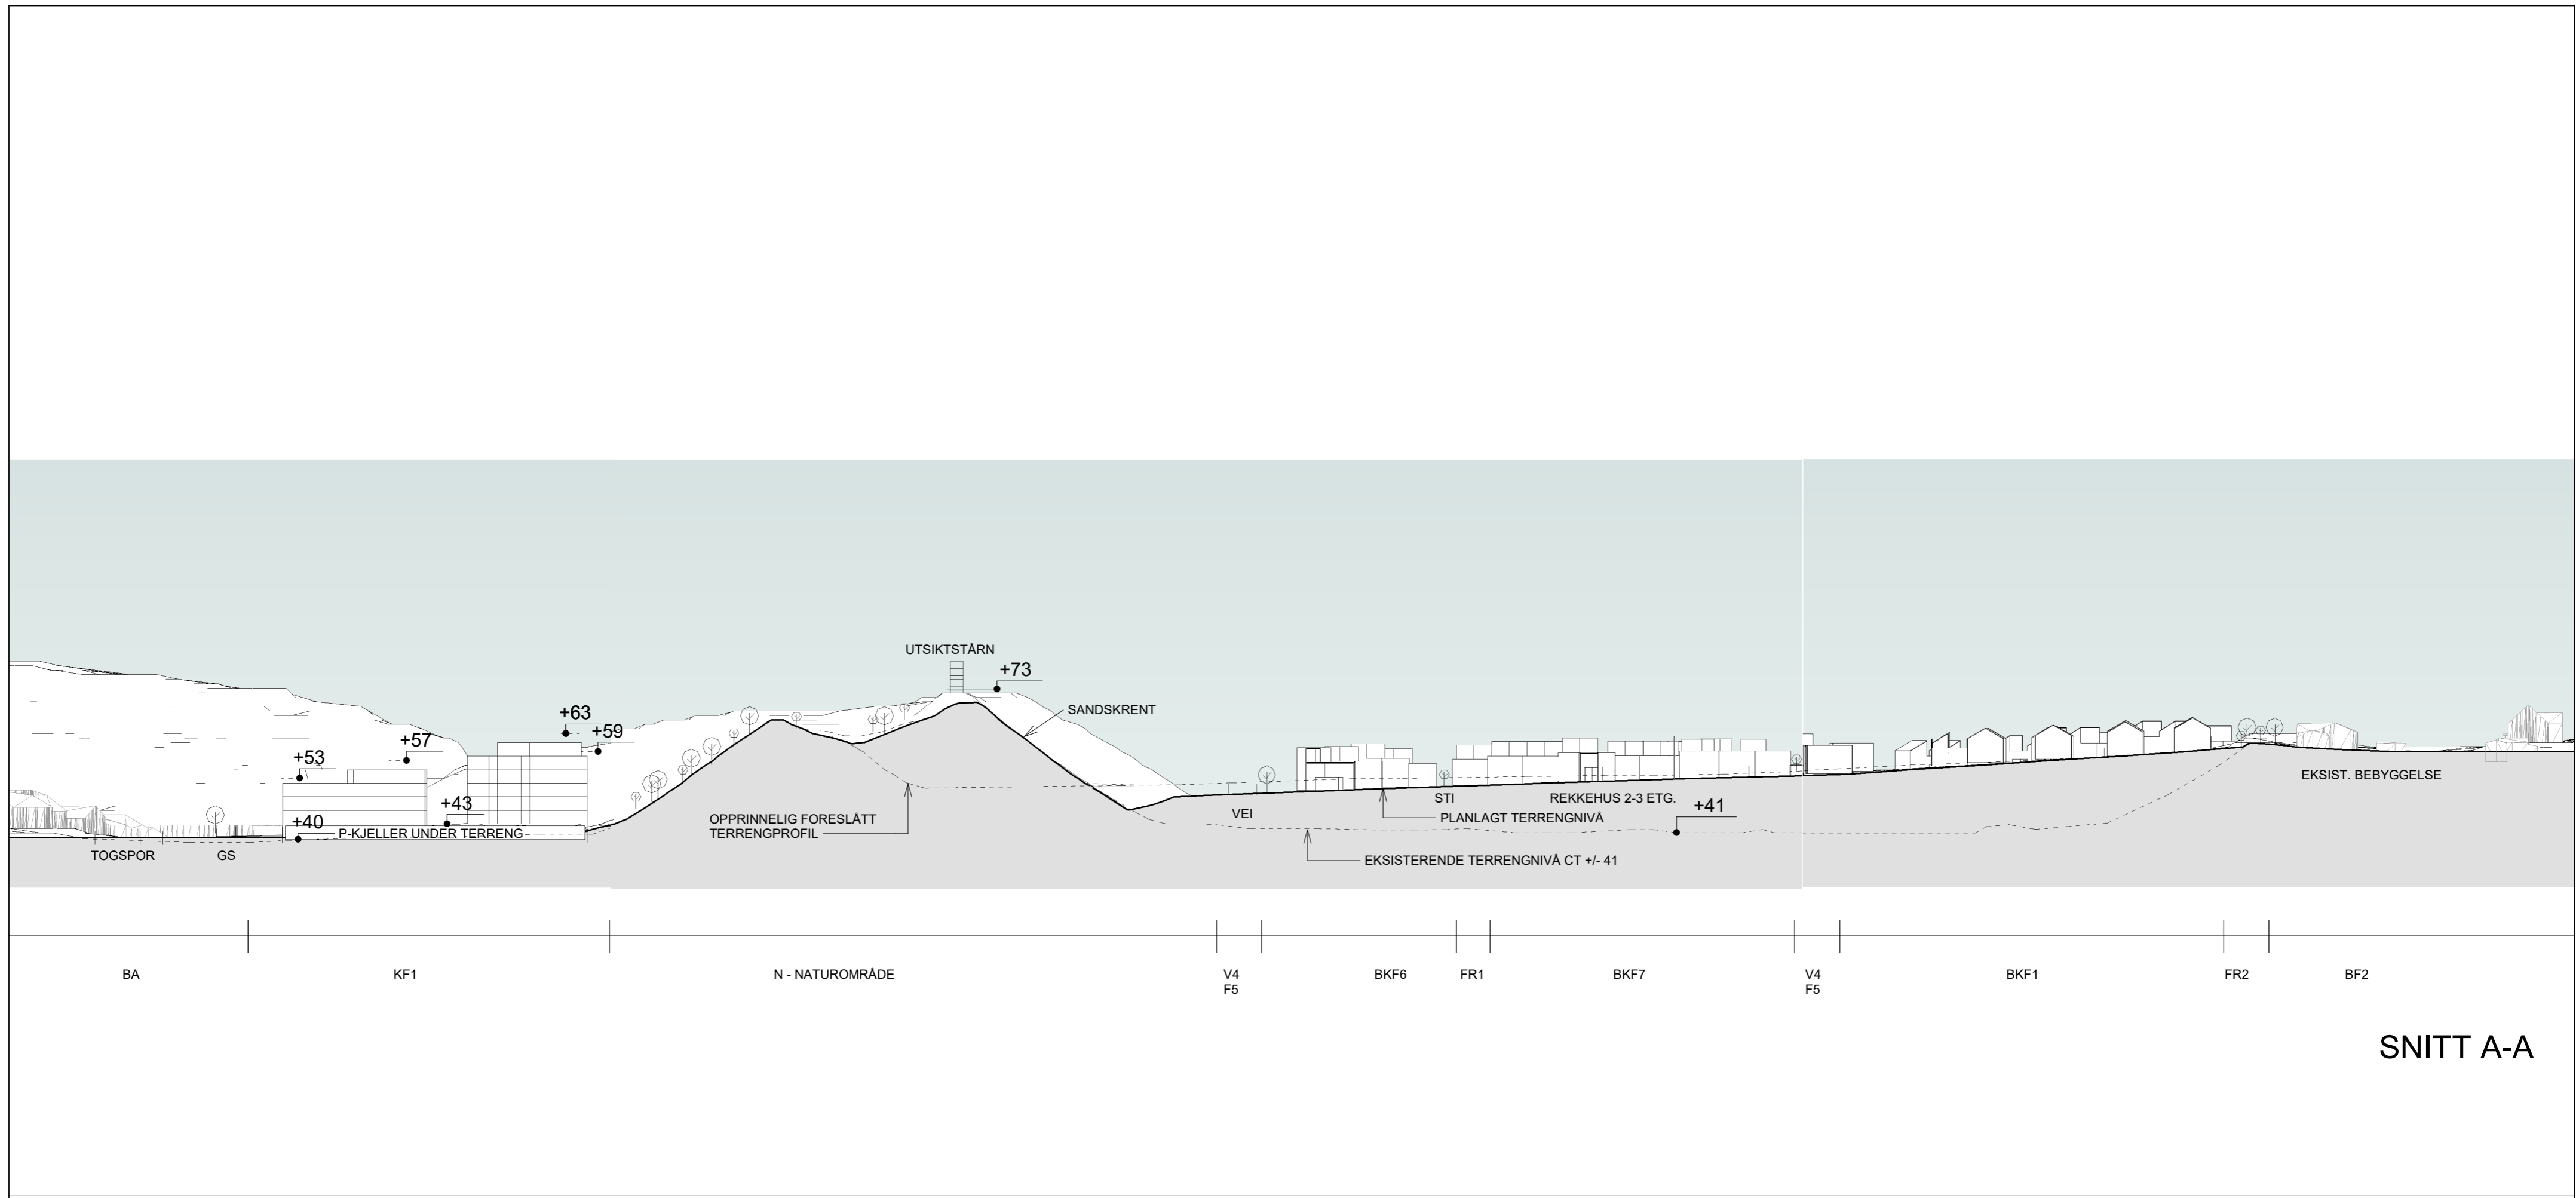 UTSIKTSTÅRN
+73
SANDSKRENT
+63
+59
+57
+53
+43
+40
P-KJELLER UNDER TERRENG
TOGSPOR
GS
OPPRINNELIG FORESLÅTT
TERRENGPROFIL
VEI
STI
REKKEHUS 2-3 ETG.
+41
PLANLAGT TERRENGNIVÅ
EKSISTERENDE TERRENGNIVÅ CT +/- 41
EKSIST. BEBYGGELSE
BA
KF1
N - NATUROMRÅDE
V4
F5
BKF6
FR1
BKF7
V4
F5
BKF1
FR2
BF2
SNITT A-A